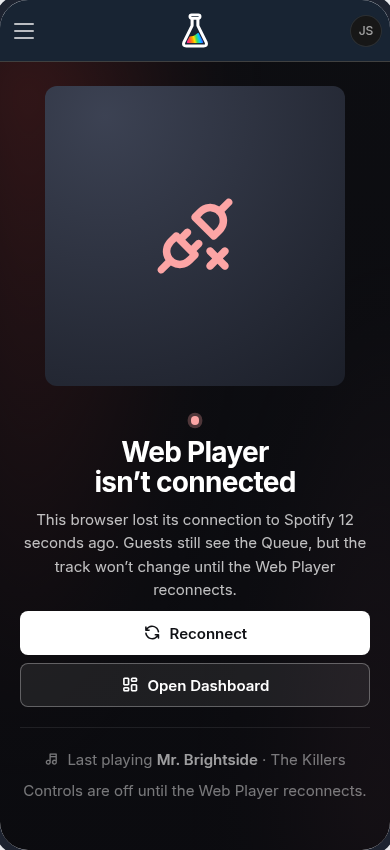 JS
Web Player
isn’t connected
This browser lost its connection to Spotify 12
seconds ago. Guests still see the Queue, but the
track won’t change until the Web Player
reconnects.
Reconnect
Open Dashboard
Last playing Mr. Brightside · The Killers
Controls are off until the Web Player reconnects.